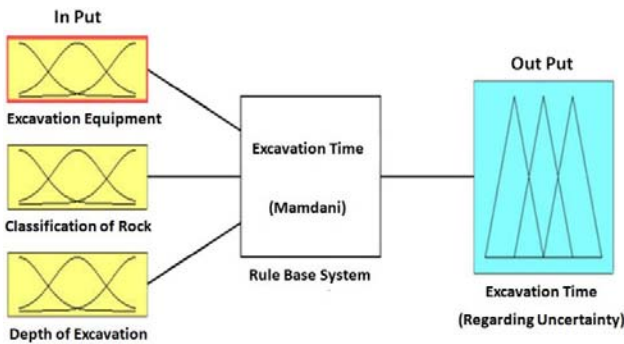 In Put
Excavation Equipment
Classification of Rock
Depth of Excavation
Excavation Time
(Mamdani)
Rule Base System
Out Put
Excavation Time
(Regarding Uncertainty)